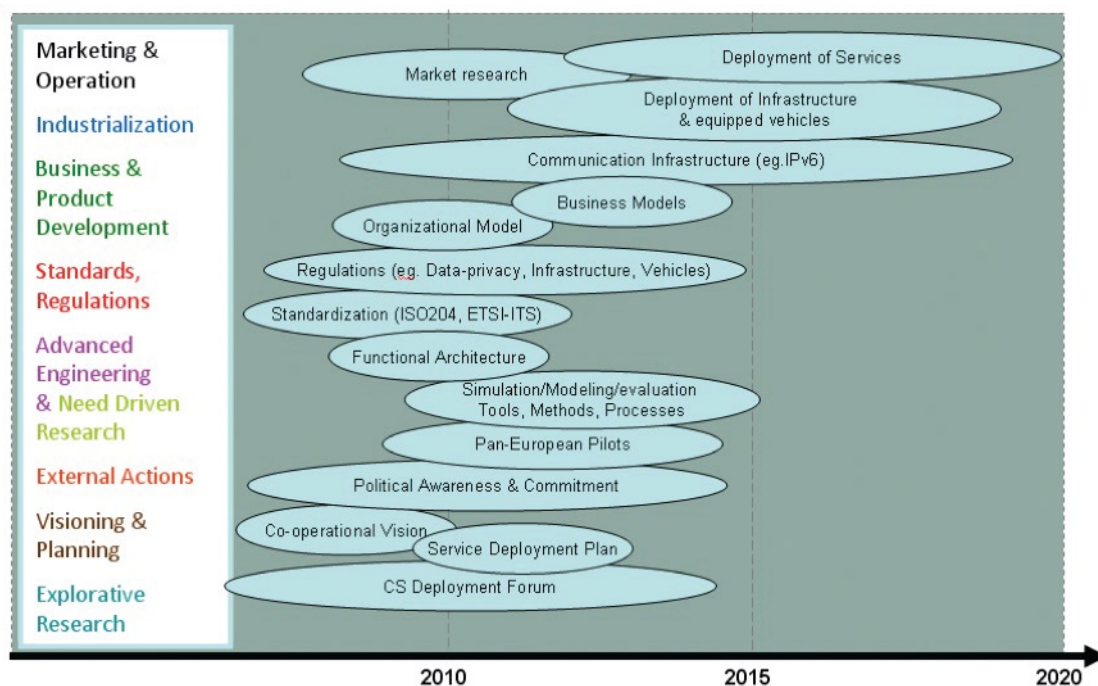 Marketing &
Operation
Industrialization
Business &
Product
Development
Standards,
Regulations
Advanced
Engineering
& Need Driven
Research
External Actions
Visioning &
Planning
Explorative
Research
Deployment of Services
Market research
Deployment of Infrastructure
& equipped vehicles
Communication Infrastructure (eg.IPv6)
Business Models
Organizational Model
Regulations (eg. Data-privacy, Infrastructure, Vehicles)
Standardization (ISO204, ETSI-ITS)
Functional Architecture
Simulation/Modeling/evaluation
Tools, Methods, Processes
Pan-European Pilots
Political Awareness & Commitment
Co-operational Vision
Service Deployment Plan
CS Deployment Forum
2010
2015
2020